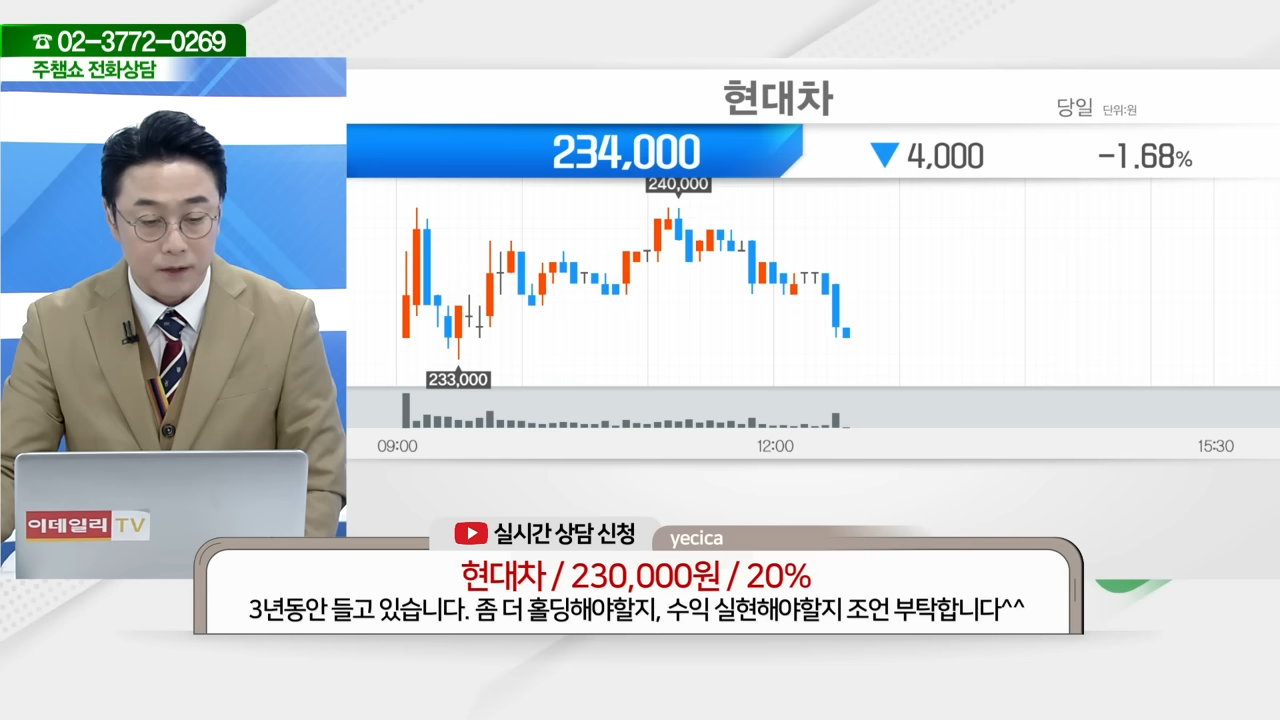 ☎ 02-3772-0269
주챔쇼 전화상담
현대차
당일 단위:원
234,000
▼ 4,000
-1.68%
240,000
233,000
09:00
12:00
15:30
이데일리 TV
실시간 상담 신청
yecica
현대차 / 230,000원 / 20%
3년동안 들고 있습니다. 좀 더 홀딩해야할지, 수익 실현해야할지 조언 부탁합니다^^